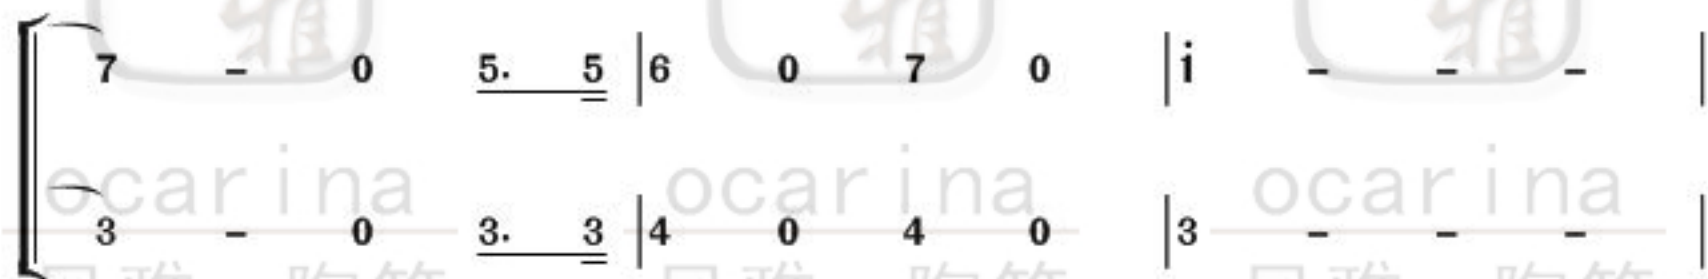 7 – 0 5. 5 | 6 0 7 0 | i – – – |
ocarina ocarina ocarina
3 – 0 3. 3 | 4 0 4 0 | 3 – – – |